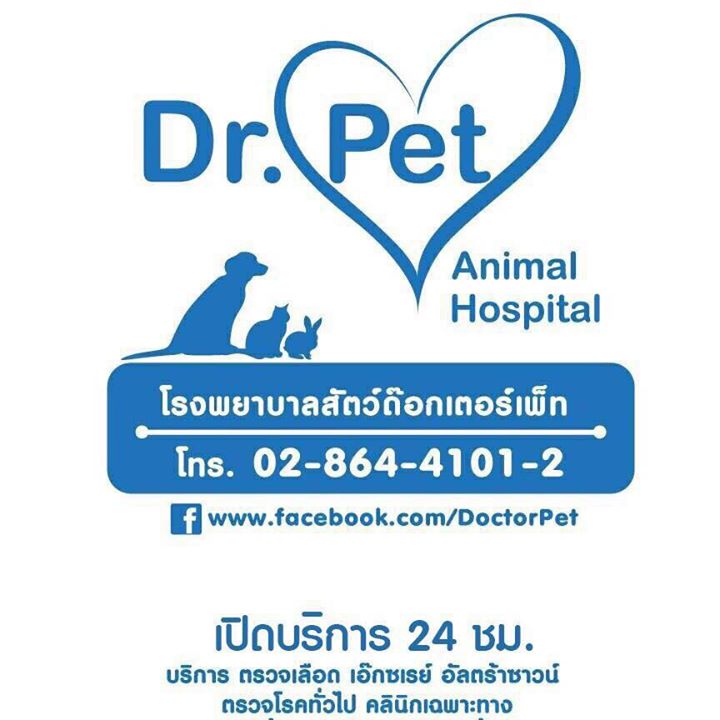 Dr. Pet
Animal
Hospital
โรงพยาบาลสัตว์ด๊อกเตอร์เพ็ท
โทร. 02-864-4101-2
f www.facebook.com/DoctorPet
เปิดบริการ 24 ชม.
บริการ ตรวจเลือด เอ๊กซเรย์ อัลตร้าซาวน์
ตรวจโรคทั่วไป คลินิกเฉพาะทาง